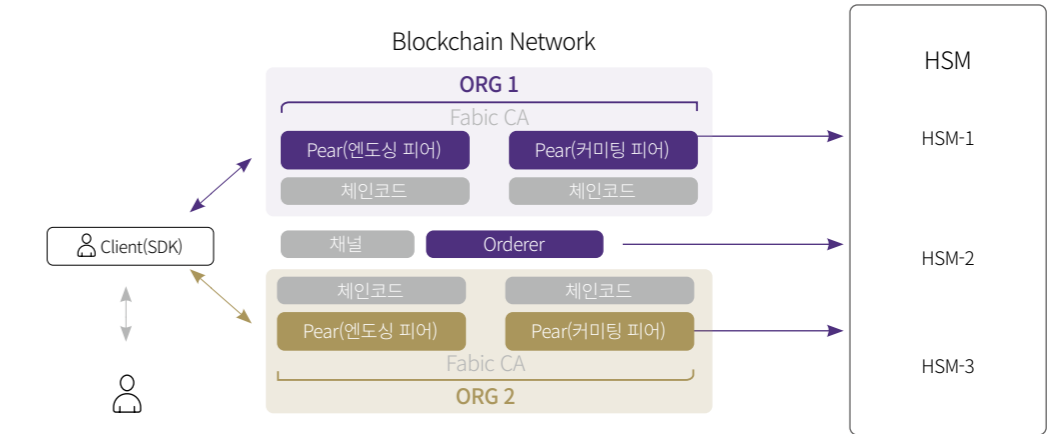 Blockchain Network
HSM
ORG 1
Fabic CA
Pear(엔도싱 피어)
Pear(커미팅 피어)
HSM-1
체인코드
체인코드
Client(SDK)
채널
Orderer
HSM-2
체인코드
체인코드
Pear(엔도싱 피어)
Pear(커미팅 피어)
Fabic CA
HSM-3
ORG 2